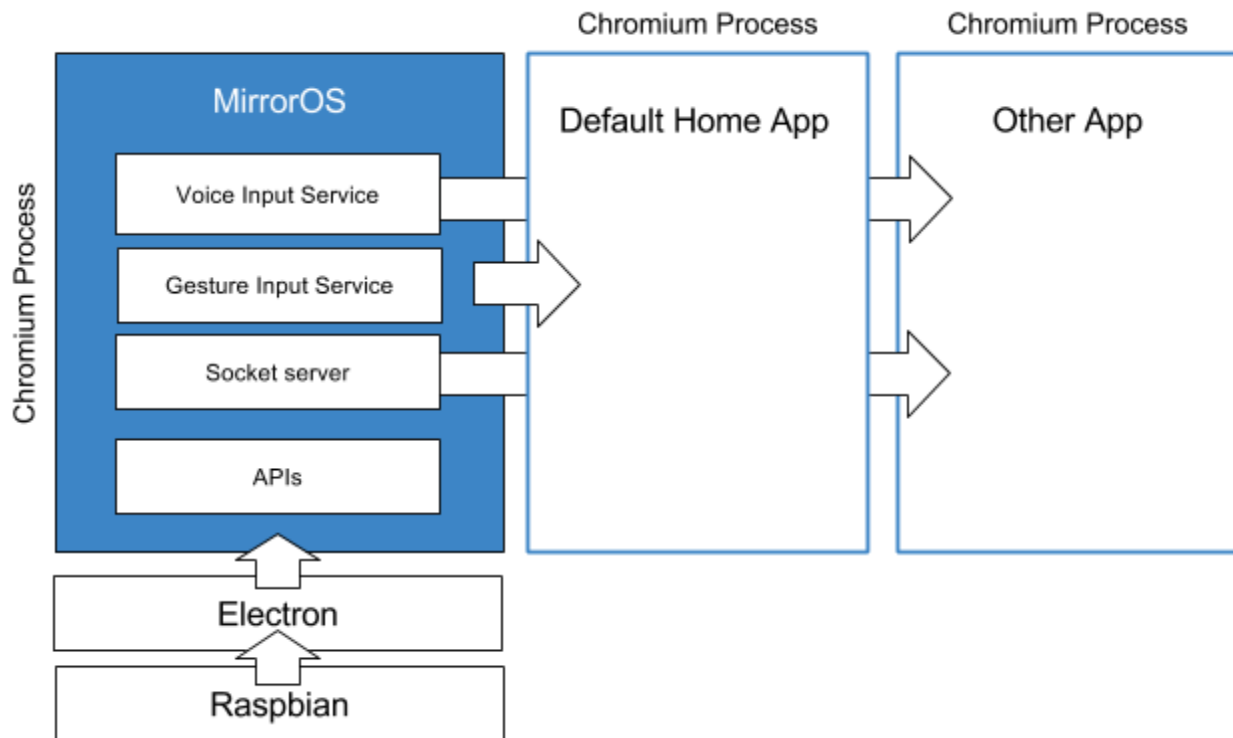 Chromium Process
Chromium Process
Chromium Process
MirrorOS
Voice Input Service
Gesture Input Service
Socket server
APIs
Default Home App
Other App
Electron
Raspbian